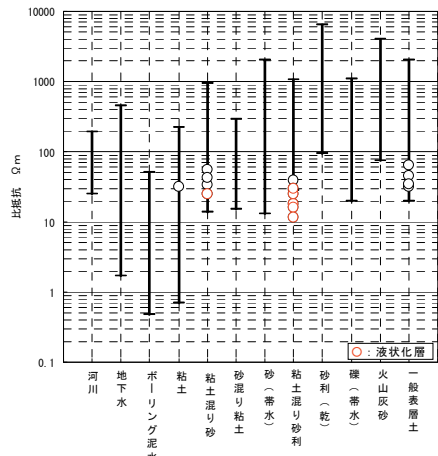 10000
1000
100
10
1
0.1
比抵抗 Ωm
○：液状化層
河川
地下水
ボーリング泥水
粘土
粘土混り砂
砂混り粘土
砂（帯水）
粘土混り砂利
砂利（乾）
礫（帯水）
火山灰砂
一般表層土